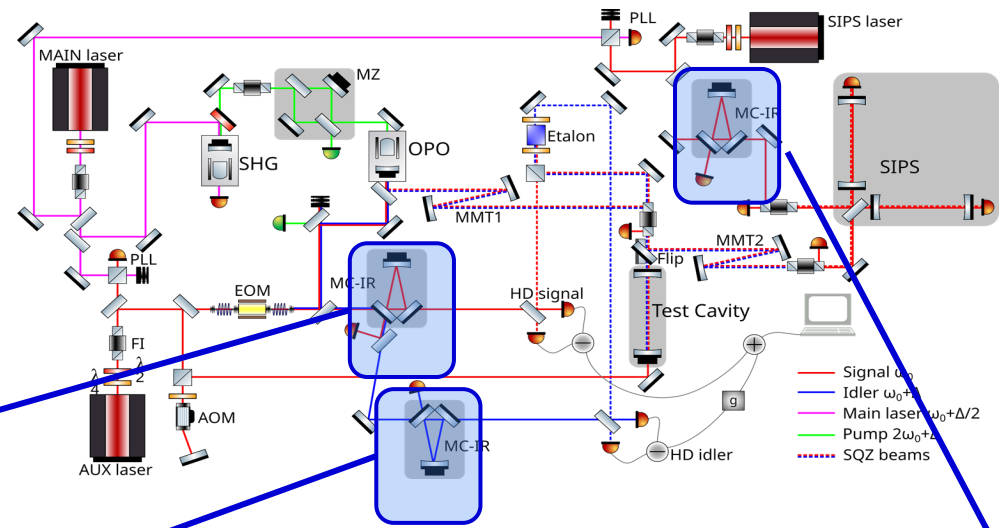 PLL
SIPS laser
MAIN laser
MZ
MC-IR
Etalon
SHG
OPO
SIPS
MMT1
MMT2
PLL
Flip
MC-IR
EOM
HD signal
Test Cavity
FI
λ
2
λ
4
Signal ω₀
g
Idler ω₀+Δ
AOM
Main laser ω₀+Δ/2
Pump 2ω₀+Δ
MC-IR
HD idler
SQZ beams
AUX laser